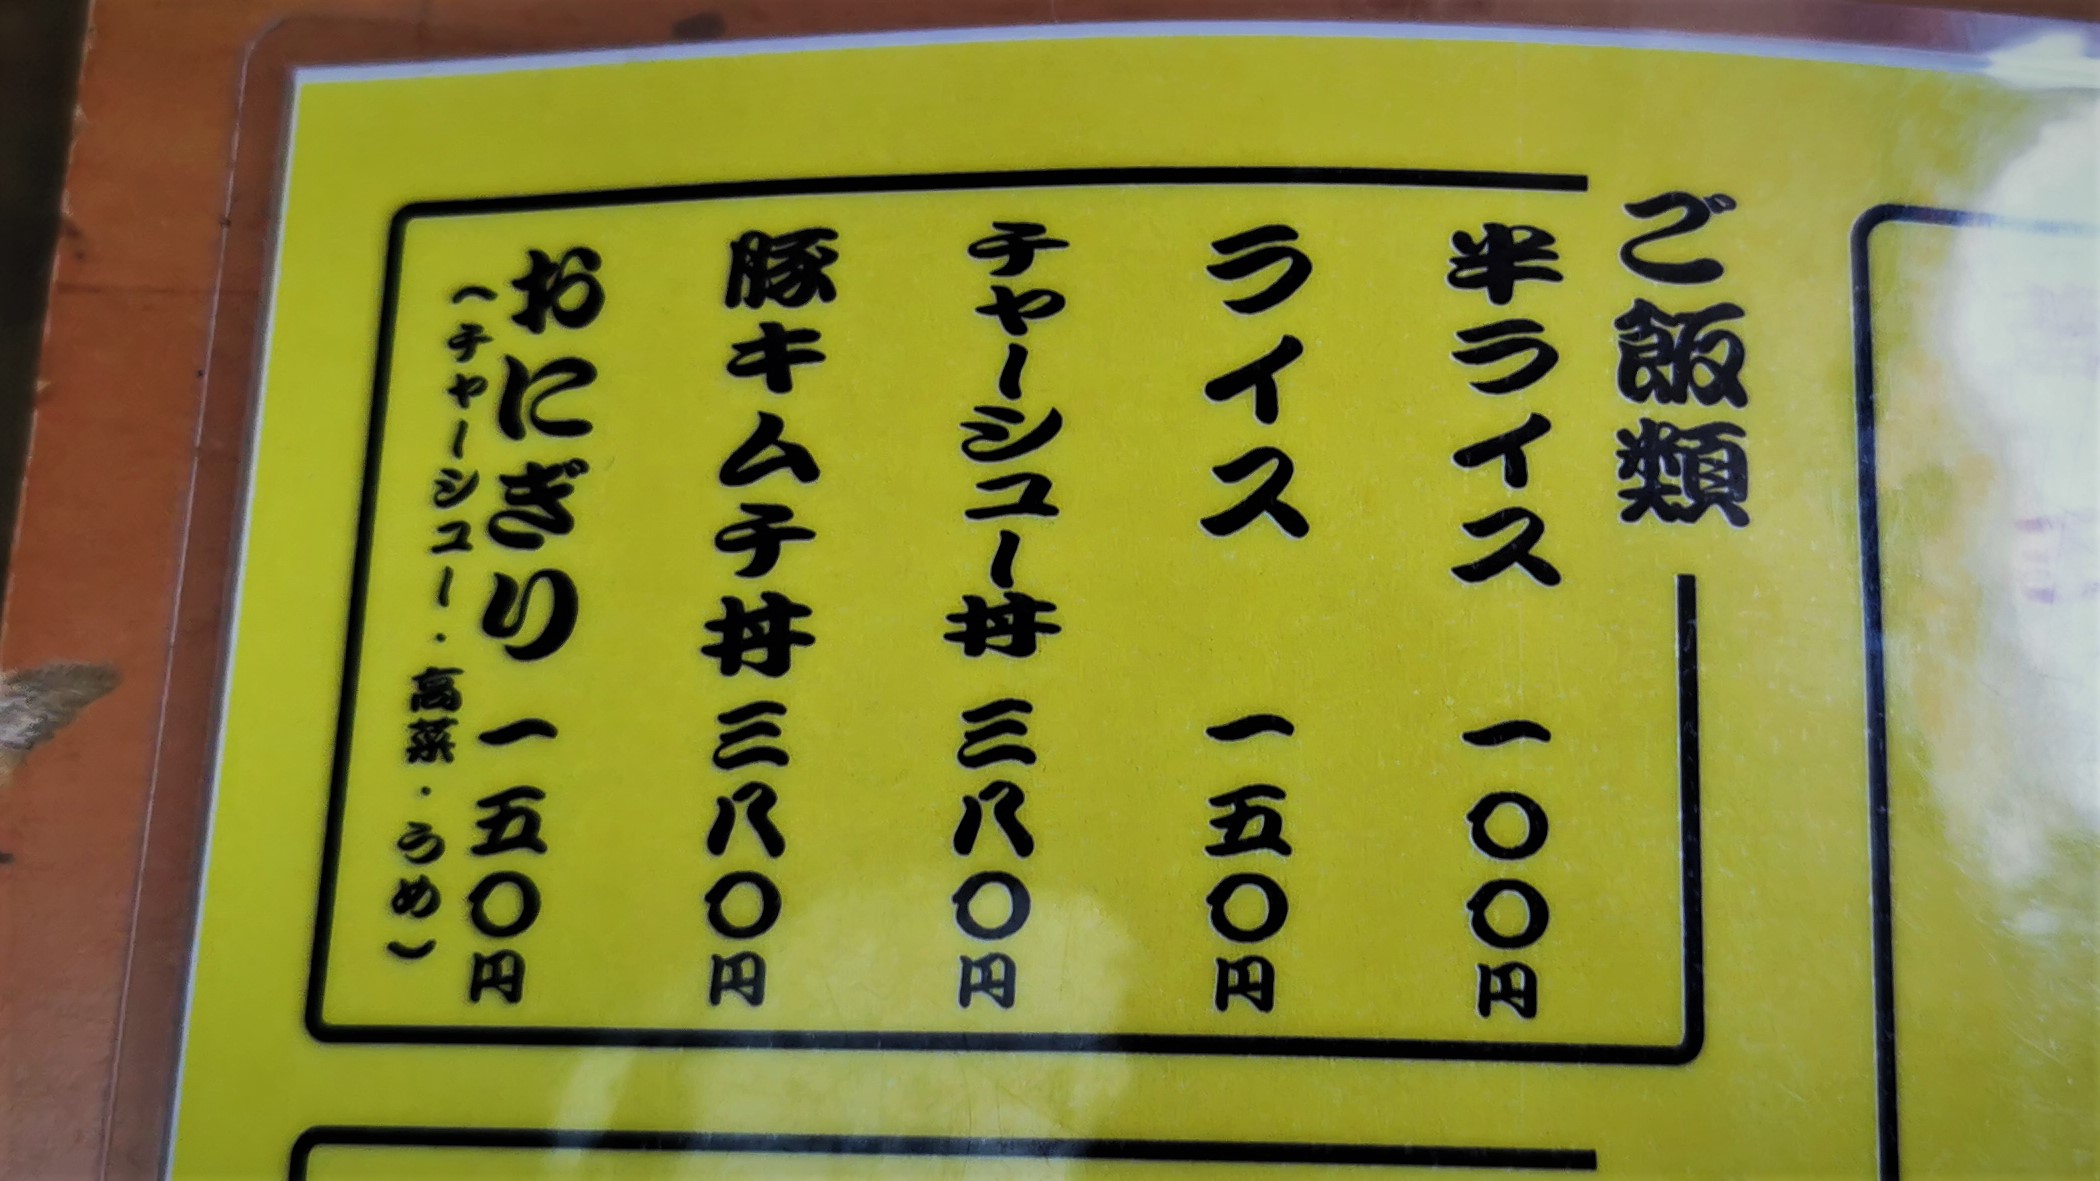 ご飯類
半ライス 一〇〇円
ライス 一五〇円
チャーシュー丼 三八〇円
豚キムチ丼 三八〇円
おにぎり 一五〇円
(チャーシュー・高菜・うめ)